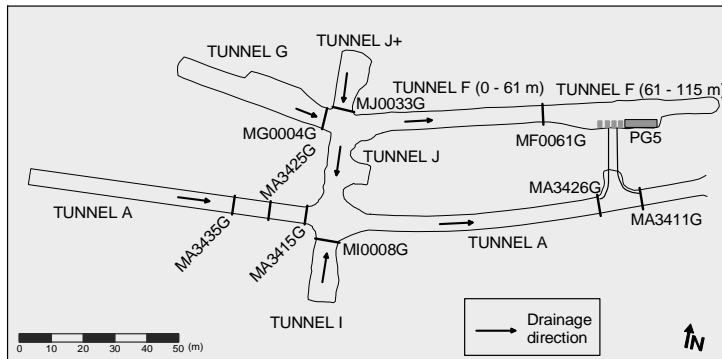 TUNNEL G
TUNNEL J+
TUNNEL F (0 - 61 m)
TUNNEL F (61 - 115 m)
MJ0033G
MG0004G
MF0061G
PG5
MA3425G
TUNNEL J
TUNNEL A
MA3435G
MA3415G
MI0008G
TUNNEL A
MA3426G
MA3411G
TUNNEL I
0 10 20 30 40 50 (m)
Drainage
direction
N